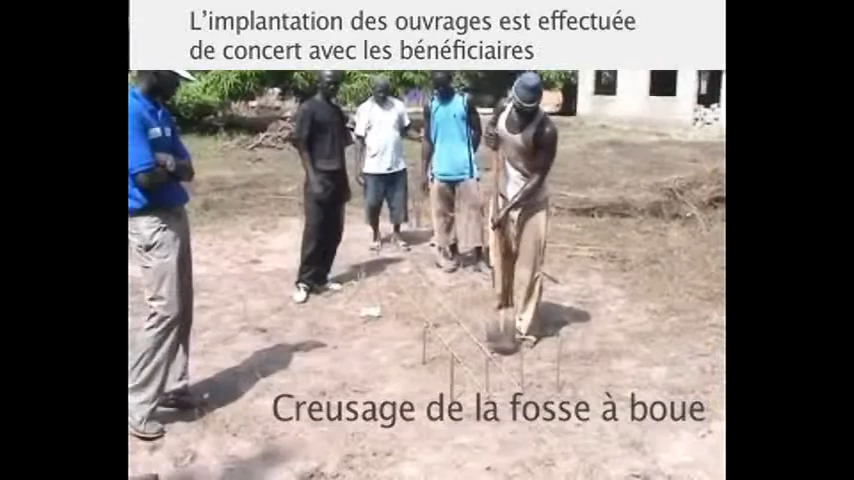 L'implantation des ouvrages est effectuée
de concert avec les bénéficiaires
Creusage de la fosse à boue